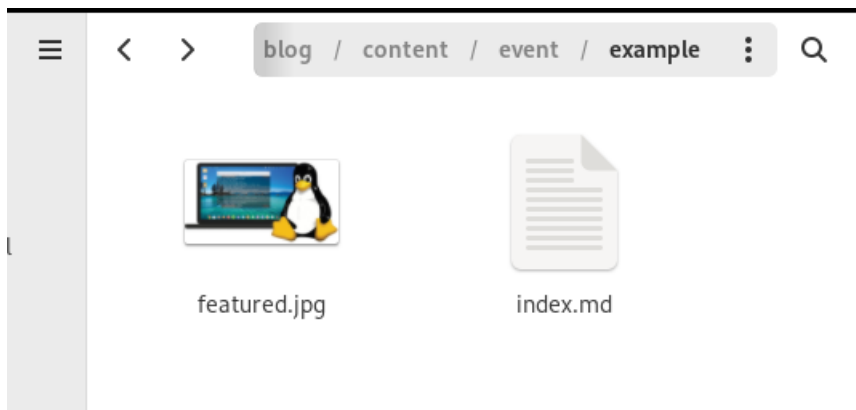 blog / content / event / example
l
featured.jpg
index.md